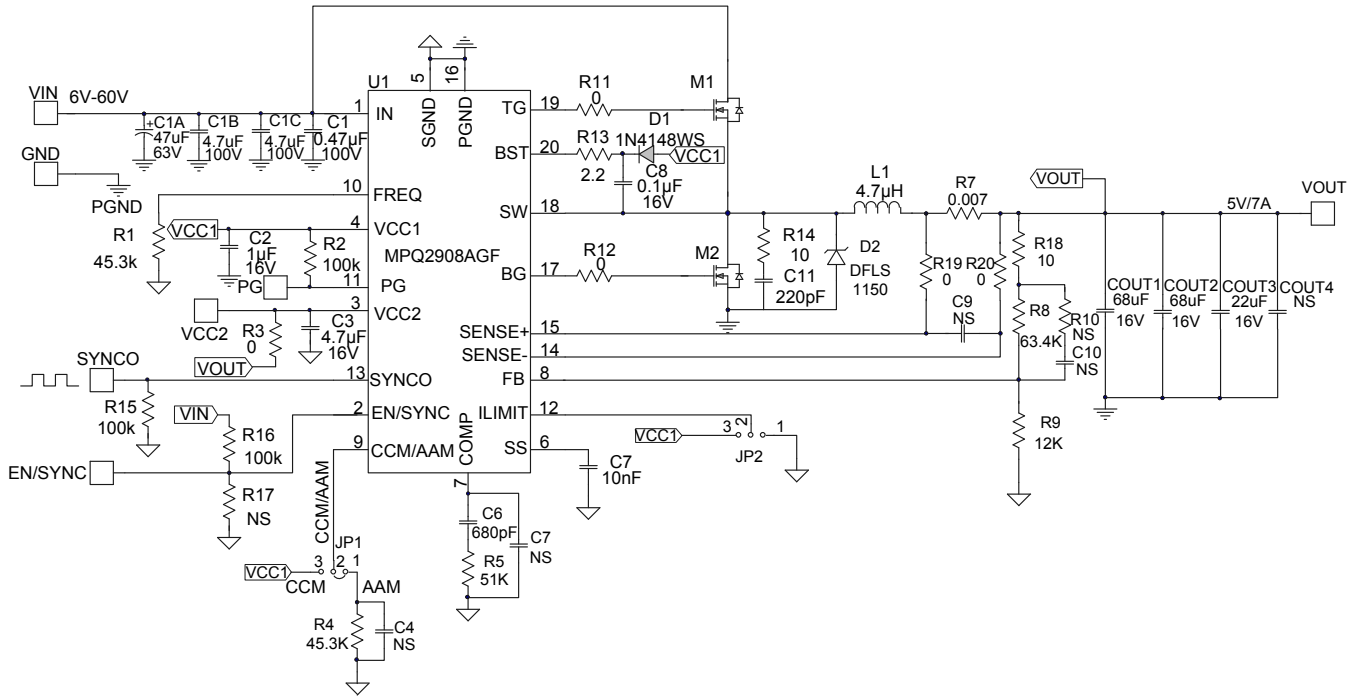 U1
MPQ2908AGF
5
16
SGND
PGND
VIN
6V-60V
1
IN
+C1A
47uF
63V
C1B
4.7uF
100V
C1C
4.7uF
100V
C1
0.47µF
100V
GND
PGND
10
FREQ
R1
45.3k
VCC1
4
VCC1
C2
1µF
16V
R2
100k
PG
11
PG
VCC2
3
VCC2
R3
0
VOUT
C3
4.7µF
16V
SYNCO
13
SYNCO
R15
100k
VIN
2
EN/SYNC
R16
100k
EN/SYNC
R17
NS
9
CCM/AAM
CCM/AAM
JP1
VCC1
3
2
1
CCM
AAM
R4
45.3K
C4
NS
COMP
7
C6
680pF
R5
51K
C7
NS
TG
19
R11
0
M1
BST
20
R13
2.2
D1
1N4148WS
VCC1
C8
0.1µF
16V
SW
18
BG
17
R12
0
M2
R14
10
C11
220pF
D2
DFLS
1150
L1
4.7µH
R7
0.007
R19
0
R20
0
C9
NS
SENSE+
15
SENSE-
14
FB
8
ILIMIT
12
VCC1
3
2
1
JP2
SS
6
C7
10nF
VOUT
R18
10
R8
63.4K
R10
NS
C10
NS
R9
12K
5V/7A
VOUT
COUT1
68uF
16V
COUT2
68uF
16V
COUT3
22uF
16V
COUT4
NS